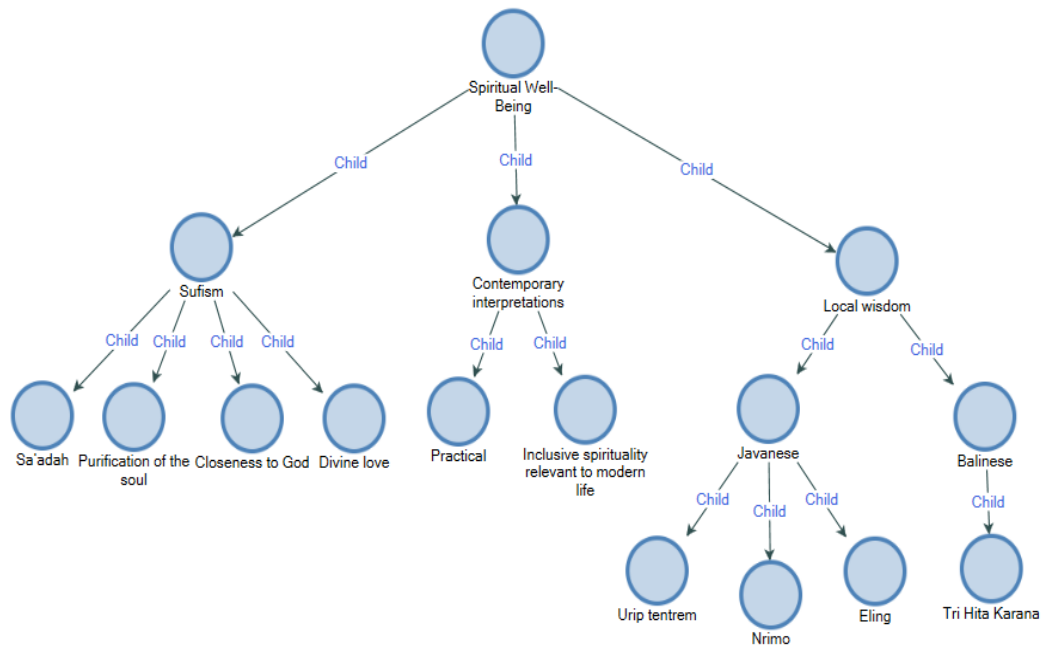 Spiritual Well-
Being
Child
Child
Child
Sufism
Contemporary
interpretations
Local wisdom
Child
Child
Child
Child
Child
Child
Child
Child
Sa'adah
Purification of the
soul
Closeness to God
Divine love
Practical
Inclusive spirituality
relevant to modern
life
Javanese
Balinese
Child
Child
Child
Child
Urip tentrem
Nrimo
Eling
Tri Hita Karana